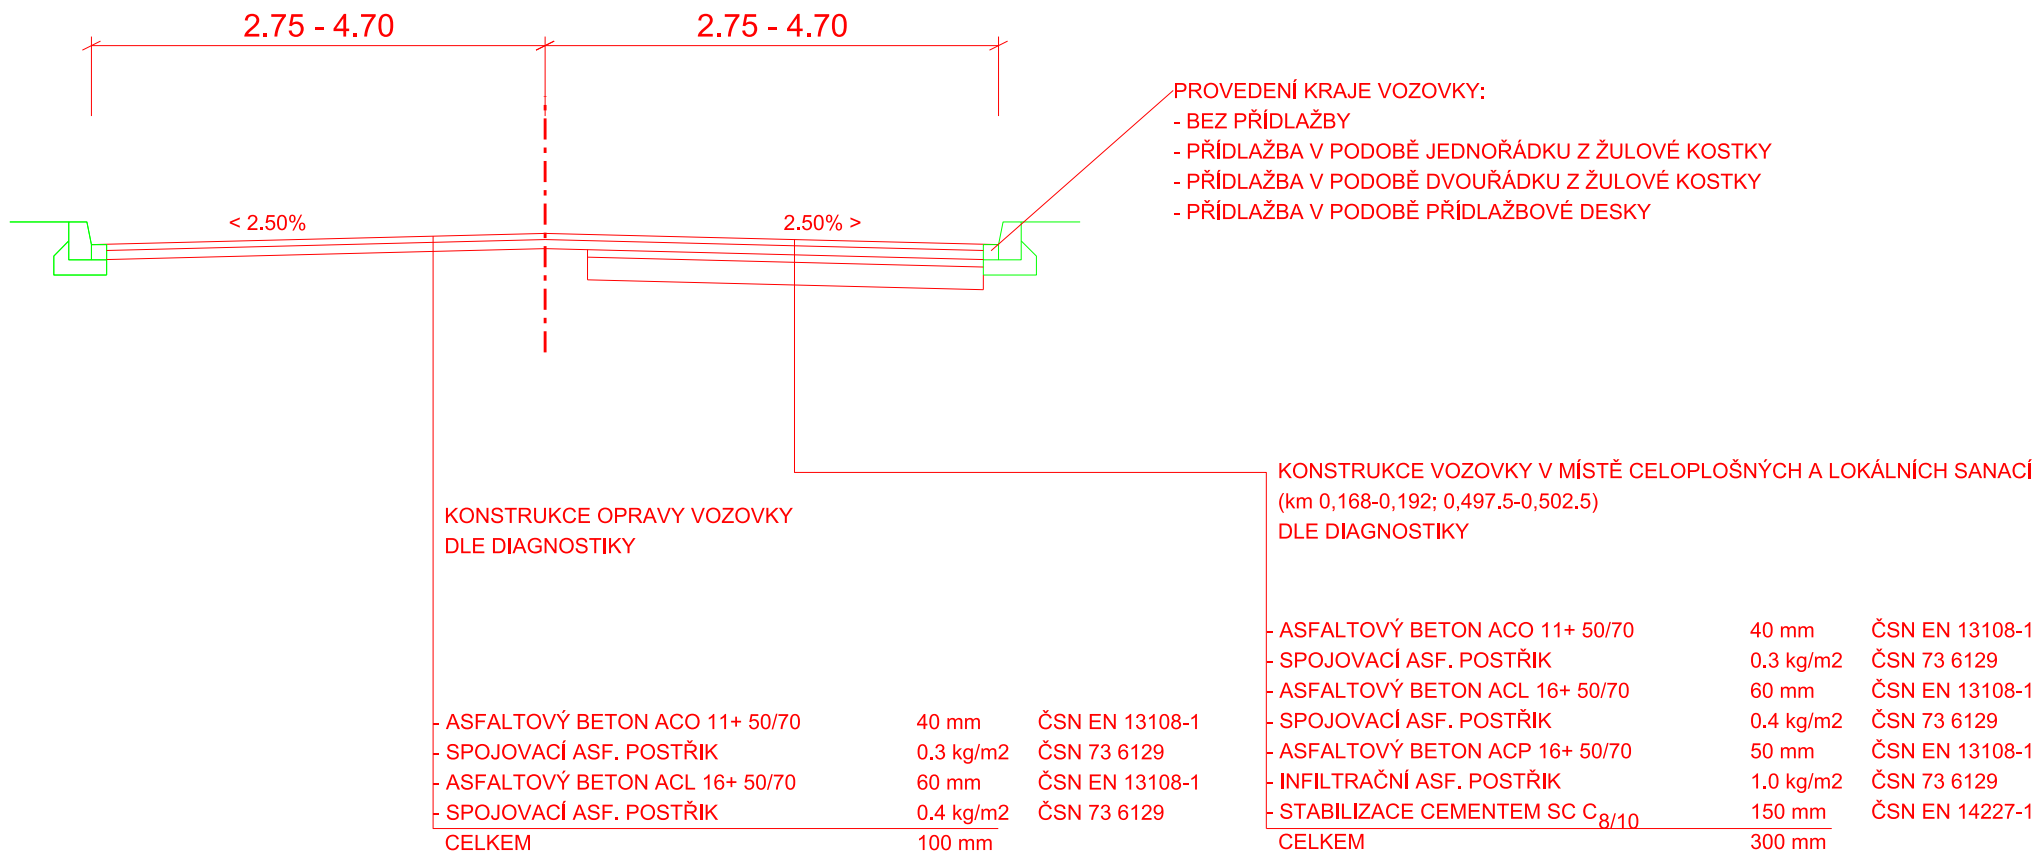 2.75 - 4.70
2.75 - 4.70
PROVEDENÍ KRAJE VOZOVKY:
- BEZ PŘÍDLAŽBY
- PŘÍDLAŽBA V PODOBĚ JEDNOŘÁDKU Z ŽULOVÉ KOSTKY
- PŘÍDLAŽBA V PODOBĚ DVOUŘÁDKU Z ŽULOVÉ KOSTKY
- PŘÍDLAŽBA V PODOBĚ PŘÍDLAŽBOVÉ DESKY
< 2.50%
2.50% >
KONSTRUKCE OPRAVY VOZOVKY
DLE DIAGNOSTIKY
- ASFALTOVÝ BETON ACO 11+ 50/70 40 mm ČSN EN 13108-1
- SPOJOVACÍ ASF. POSTŘIK 0.3 kg/m2 ČSN 73 6129
- ASFALTOVÝ BETON ACL 16+ 50/70 60 mm ČSN EN 13108-1
- SPOJOVACÍ ASF. POSTŘIK 0.4 kg/m2 ČSN 73 6129
CELKEM 100 mm
KONSTRUKCE VOZOVKY V MÍSTĚ CELOPLOŠNÝCH A LOKÁLNÍCH SANACÍ
(km 0,168-0,192; 0,497.5-0,502.5)
DLE DIAGNOSTIKY
- ASFALTOVÝ BETON ACO 11+ 50/70 40 mm ČSN EN 13108-1
- SPOJOVACÍ ASF. POSTŘIK 0.3 kg/m2 ČSN 73 6129
- ASFALTOVÝ BETON ACL 16+ 50/70 60 mm ČSN EN 13108-1
- SPOJOVACÍ ASF. POSTŘIK 0.4 kg/m2 ČSN 73 6129
- ASFALTOVÝ BETON ACP 16+ 50/70 50 mm ČSN EN 13108-1
- INFILTRAČNÍ ASF. POSTŘIK 1.0 kg/m2 ČSN 73 6129
- STABILIZACE CEMENTEM SC C8/10 150 mm ČSN EN 14227-1
CELKEM 300 mm